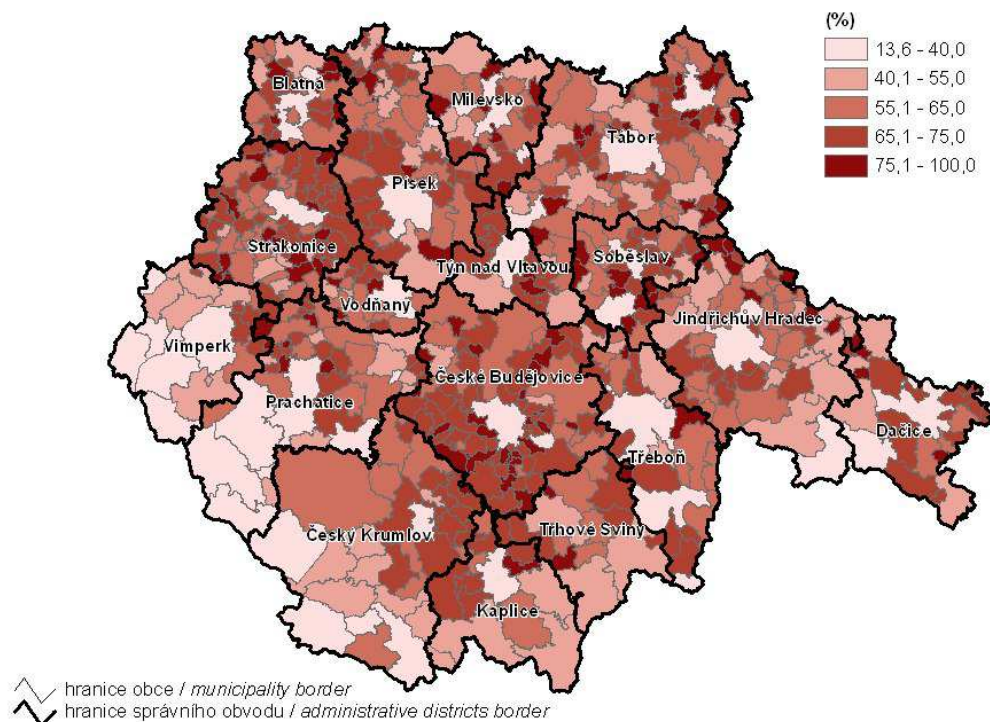 (%)
13,6 - 40,0
40,1 - 55,0
55,1 - 65,0
65,1 - 75,0
75,1 - 100,0
Blatná
Milevsko
Tábor
Písek
Strakonice
Týn nad Vltavou
Soběslav
Vodňany
Jindřichův Hradec
Vimperk
České Budějovice
Prachatice
Dačice
Třeboň
Český Krumlov
Trhové Sviny
Kaplice
hranice obce / municipality border
hranice správního obvodu / administrative districts border